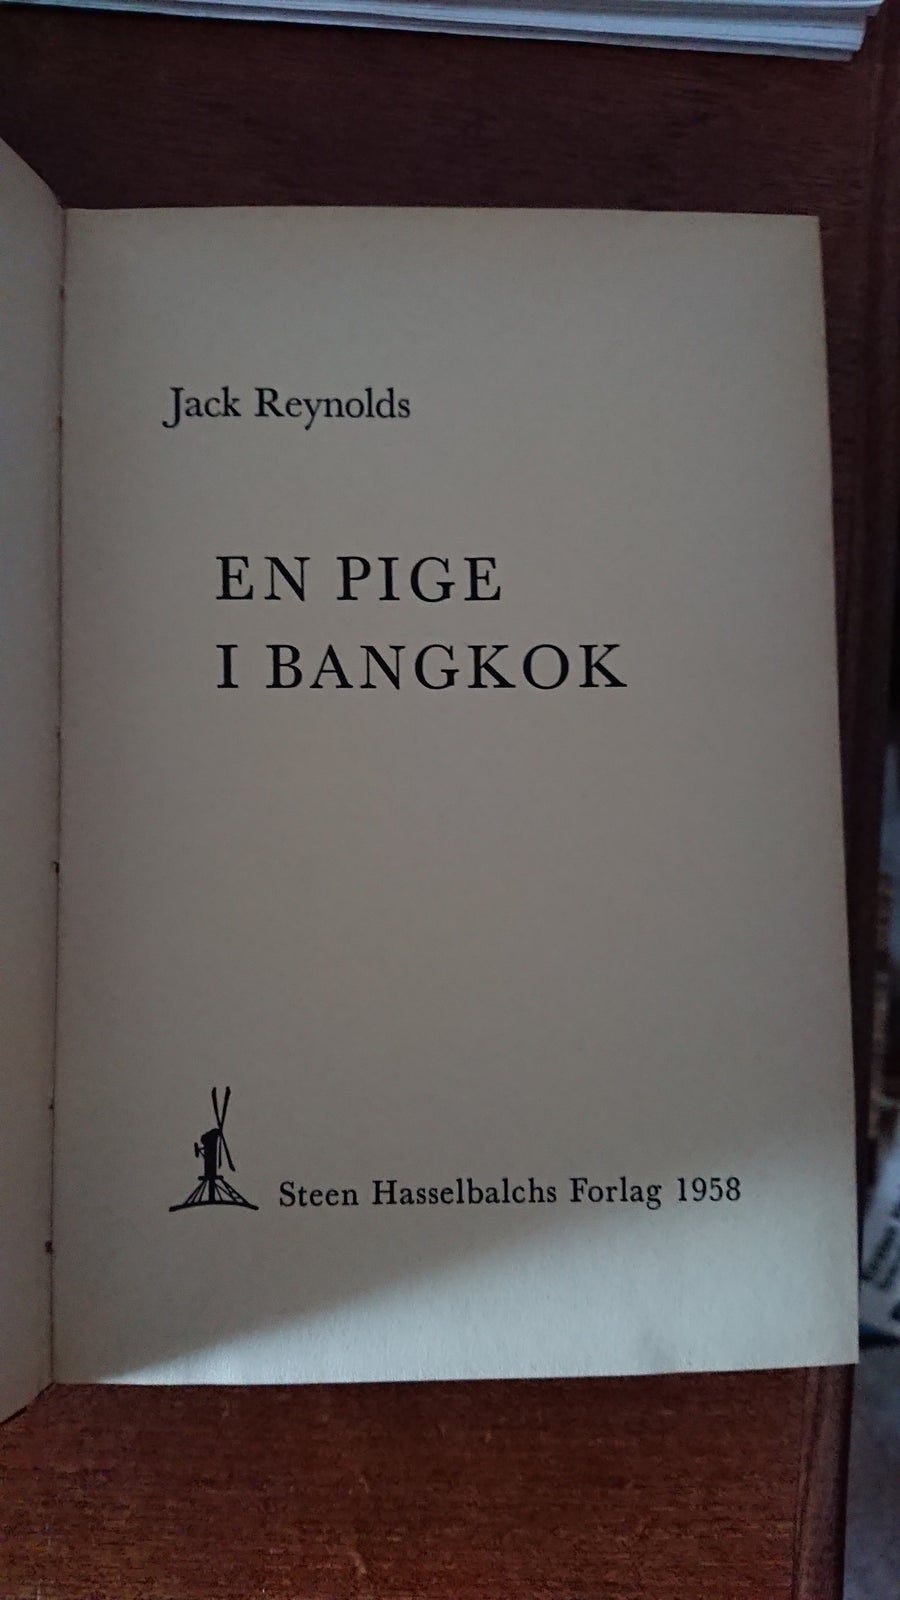 Jack Reynolds
EN PIGE
I BANGKOK
Steen Hasselbalchs Forlag 1958